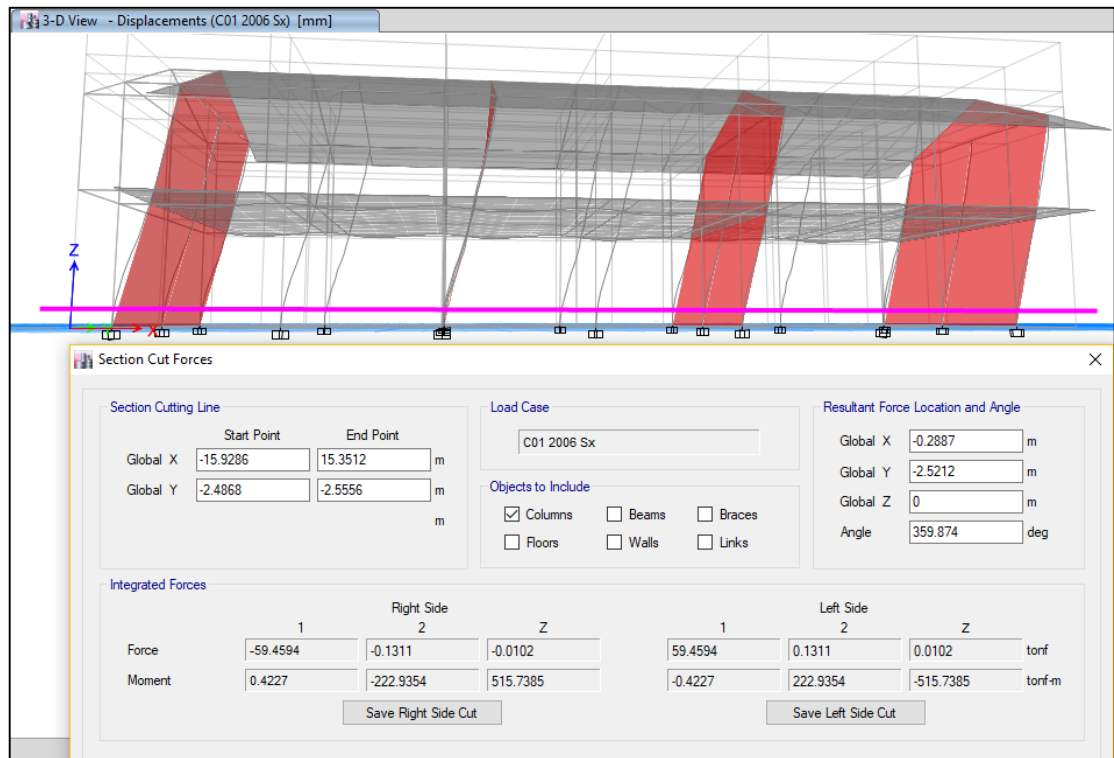 3-D View - Displacements (C01 2006 Sx) [mm]
Z
X
Section Cut Forces
Section Cutting Line
Start Point End Point
Global X -15.9286 15.3512 m
Global Y -2.4868 -2.5556 m
m
Load Case
C01 2006 Sx
Objects to Include
Columns Beams Braces
Floors Walls Links
Resultant Force Location and Angle
Global X -0.2887 m
Global Y -2.5212 m
Global Z 0 m
Angle 359.874 deg
Integrated Forces
Right Side Left Side
1 2 Z 1 2 Z
Force -59.4594 -0.1311 -0.0102 59.4594 0.1311 0.0102 tonf
Moment 0.4227 -222.9354 515.7385 -0.4227 222.9354 -515.7385 tonf-m
Save Right Side Cut Save Left Side Cut